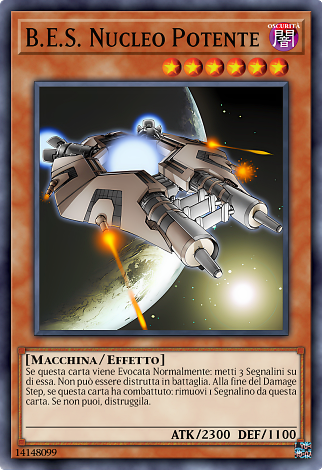 B.E.S. Nucleo Potente
OSCURITÀ
闇
[Macchina/Effetto]
Se questa carta viene Evocata Normalmente: metti 3 Segnalini su
di essa. Non può essere distrutta in battaglia. Alla fine del Damage
Step, se questa carta ha combattuto: rimuovi 1 Segnalino da questa
carta. Se non puoi, distruggila.
ATK/2300 DEF/1100
14148099